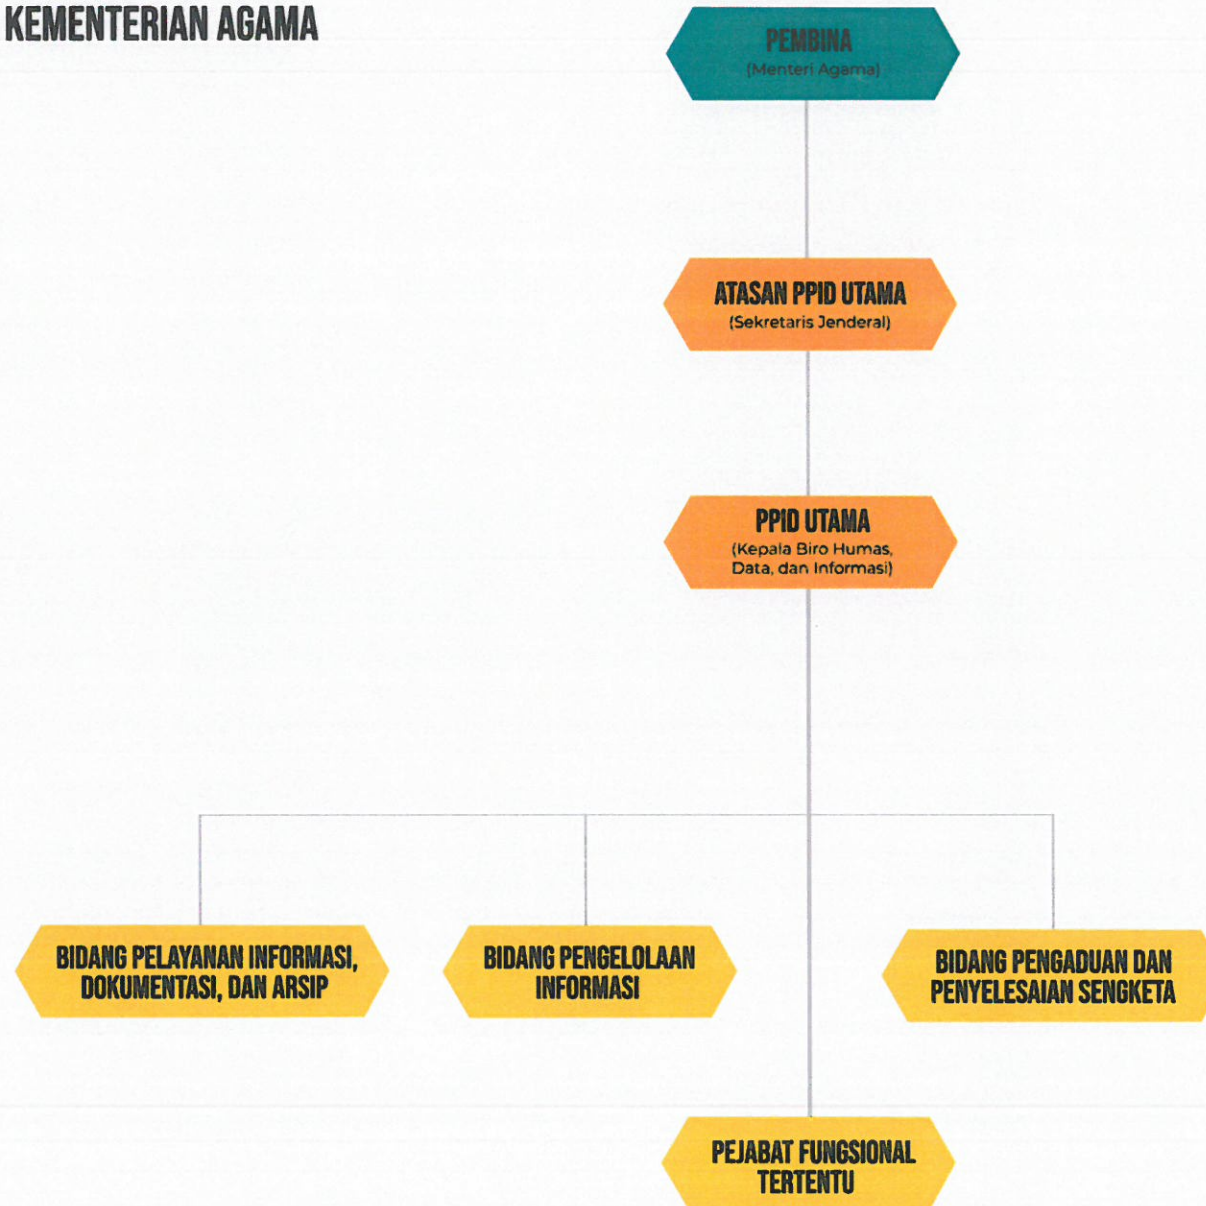 KEMENTERIAN AGAMA
PEMBINA
(Menteri Agama)
ATASAN PPID UTAMA
(Sekretaris Jenderal)
PPID UTAMA
(Kepala Biro Humas,
Data, dan Informasi)
BIDANG PELAYANAN INFORMASI,
DOKUMENTASI, DAN ARSIP
BIDANG PENGELOLAAN
INFORMASI
BIDANG PENGADUAN DAN
PENYELESAIAN SENGKETA
PEJABAT FUNGSIONAL
TERTENTU